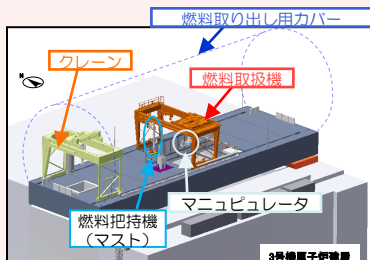 燃料取り出し用カバー
クレーン
燃料取扱機
N
マニュピュレータ
燃料把持機
（マスト）
3号機原子炉建屋